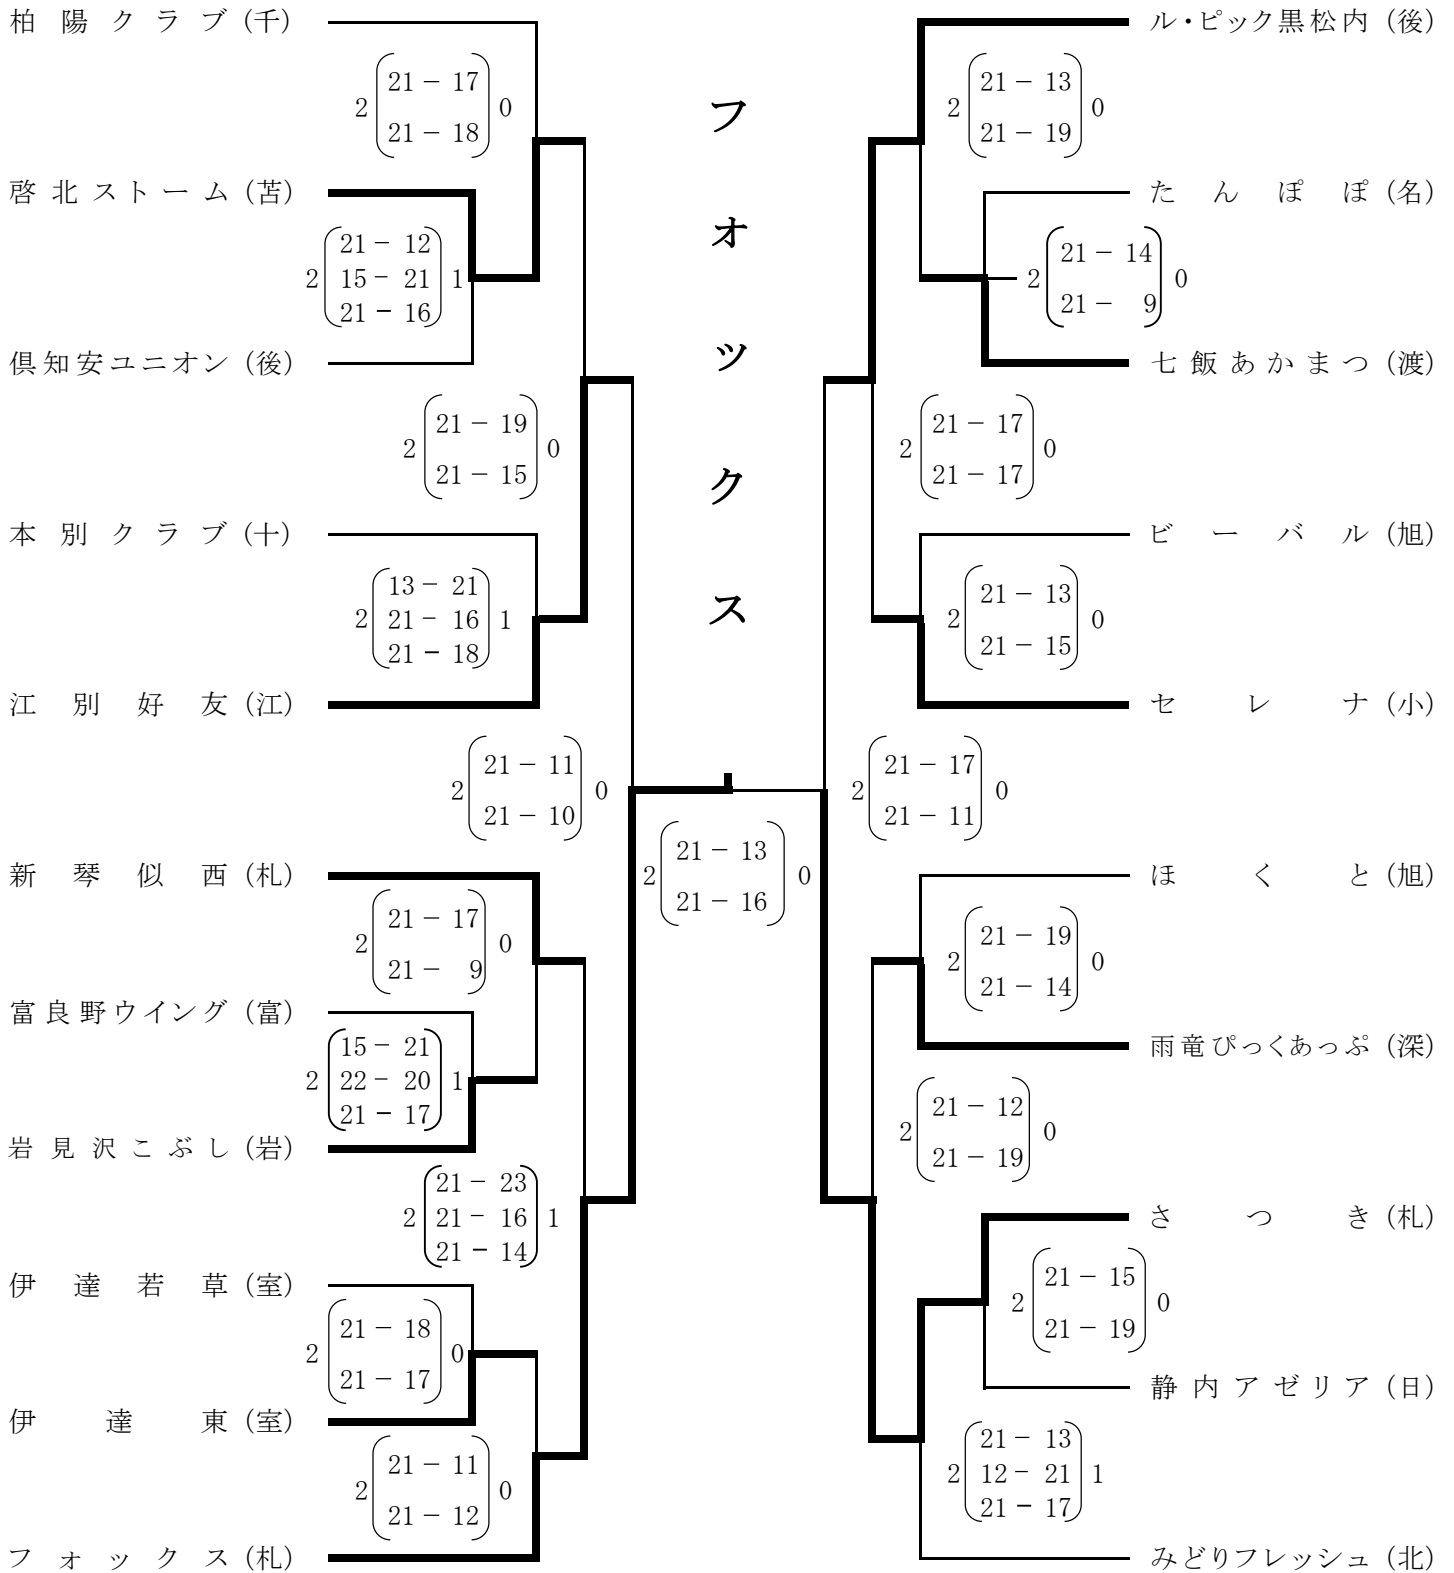 柏陽クラブ(千)
2 21－17 0
21－18
啓北ストーム(苫)
2 21－12 1
15－21
21－16
倶知安ユニオン(後)
2 21－19 0
21－15
本別クラブ(十)
2 13－21 1
21－16
21－18
江別好友(江)
2 21－11 0
21－10
新琴似西(札)
2 21－17 0
21－9
富良野ウイング(富)
2 15－21 1
22－20
21－17
岩見沢こぶし(岩)
2 21－23 1
21－16
21－14
伊達若草(室)
2 21－18 0
21－17
伊達東(室)
2 21－11 0
21－12
フォックス(札)
フォックス
2 21－13 0
21－16
ル・ピック黒松内(後)
2 21－13 0
21－19
たんぽぽ(名)
2 21－14 0
21－9
七飯あかまつ(渡)
2 21－17 0
21－17
ビーバル(旭)
2 21－13 0
21－15
セレナ(小)
2 21－17 0
21－11
ほくと(旭)
2 21－19 0
21－14
雨竜ぴっくあっぷ(深)
2 21－12 0
21－19
さつき(札)
2 21－15 0
21－19
静内アゼリア(日)
2 21－13 1
12－21
21－17
みどりフレッシュ(北)